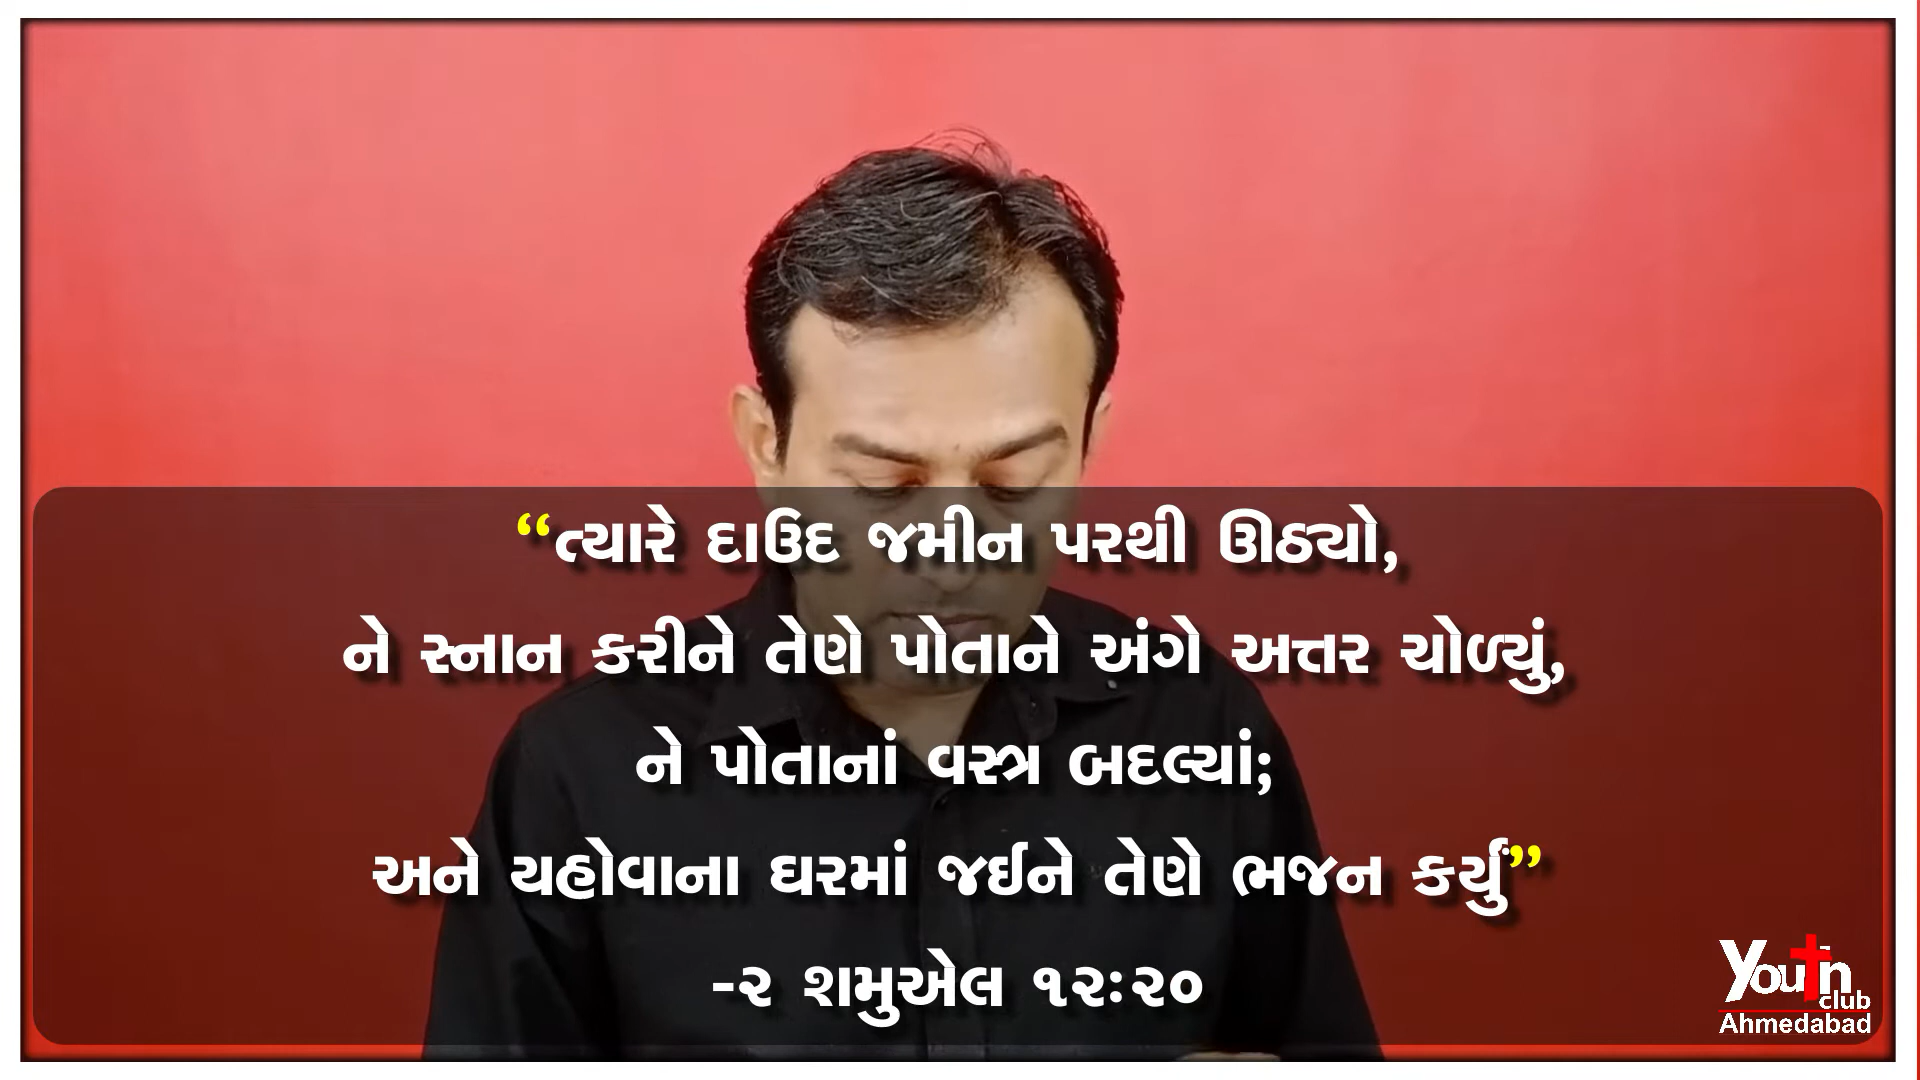 “ત્યારે દાઉદ જમીન પરથી ઊઠ્યો,
ને સ્નાન કરીને તેણે પોતાને અંગે અત્તર ચોળ્યું,
ને પોતાનાં વસ્ત્ર બદલ્યાં;
અને યહોવાના ઘરમાં જઈને તેણે ભજન કર્યું”
-૨ શમુએલ ૧૨:૨૦
Youth
club
Ahmedabad